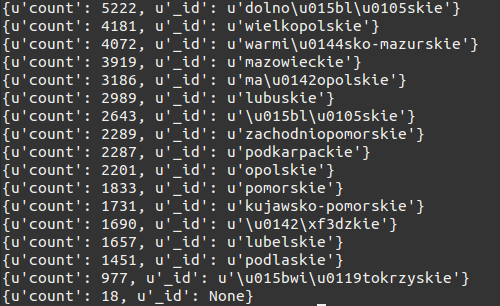 {u'count': 5222, u'_id': u'dolno\u015bl\u0105skie'}
{u'count': 4181, u'_id': u'wielkopolskie'}
{u'count': 4072, u'_id': u'warmi\u0144sko-mazurskie'}
{u'count': 3919, u'_id': u'mazowieckie'}
{u'count': 3186, u'_id': u'ma\u0142opolskie'}
{u'count': 2989, u'_id': u'lubuskie'}
{u'count': 2643, u'_id': u'\u015bl\u0105skie'}
{u'count': 2289, u'_id': u'zachodniopomorskie'}
{u'count': 2287, u'_id': u'podkarpackie'}
{u'count': 2201, u'_id': u'opolskie'}
{u'count': 1833, u'_id': u'pomorskie'}
{u'count': 1731, u'_id': u'kujawsko-pomorskie'}
{u'count': 1690, u'_id': u'\u0142\xf3dzkie'}
{u'count': 1657, u'_id': u'lubelskie'}
{u'count': 1451, u'_id': u'podlaskie'}
{u'count': 977, u'_id': u'\u015bwi\u0119tokrzyskie'}
{u'count': 18, u'_id': None}